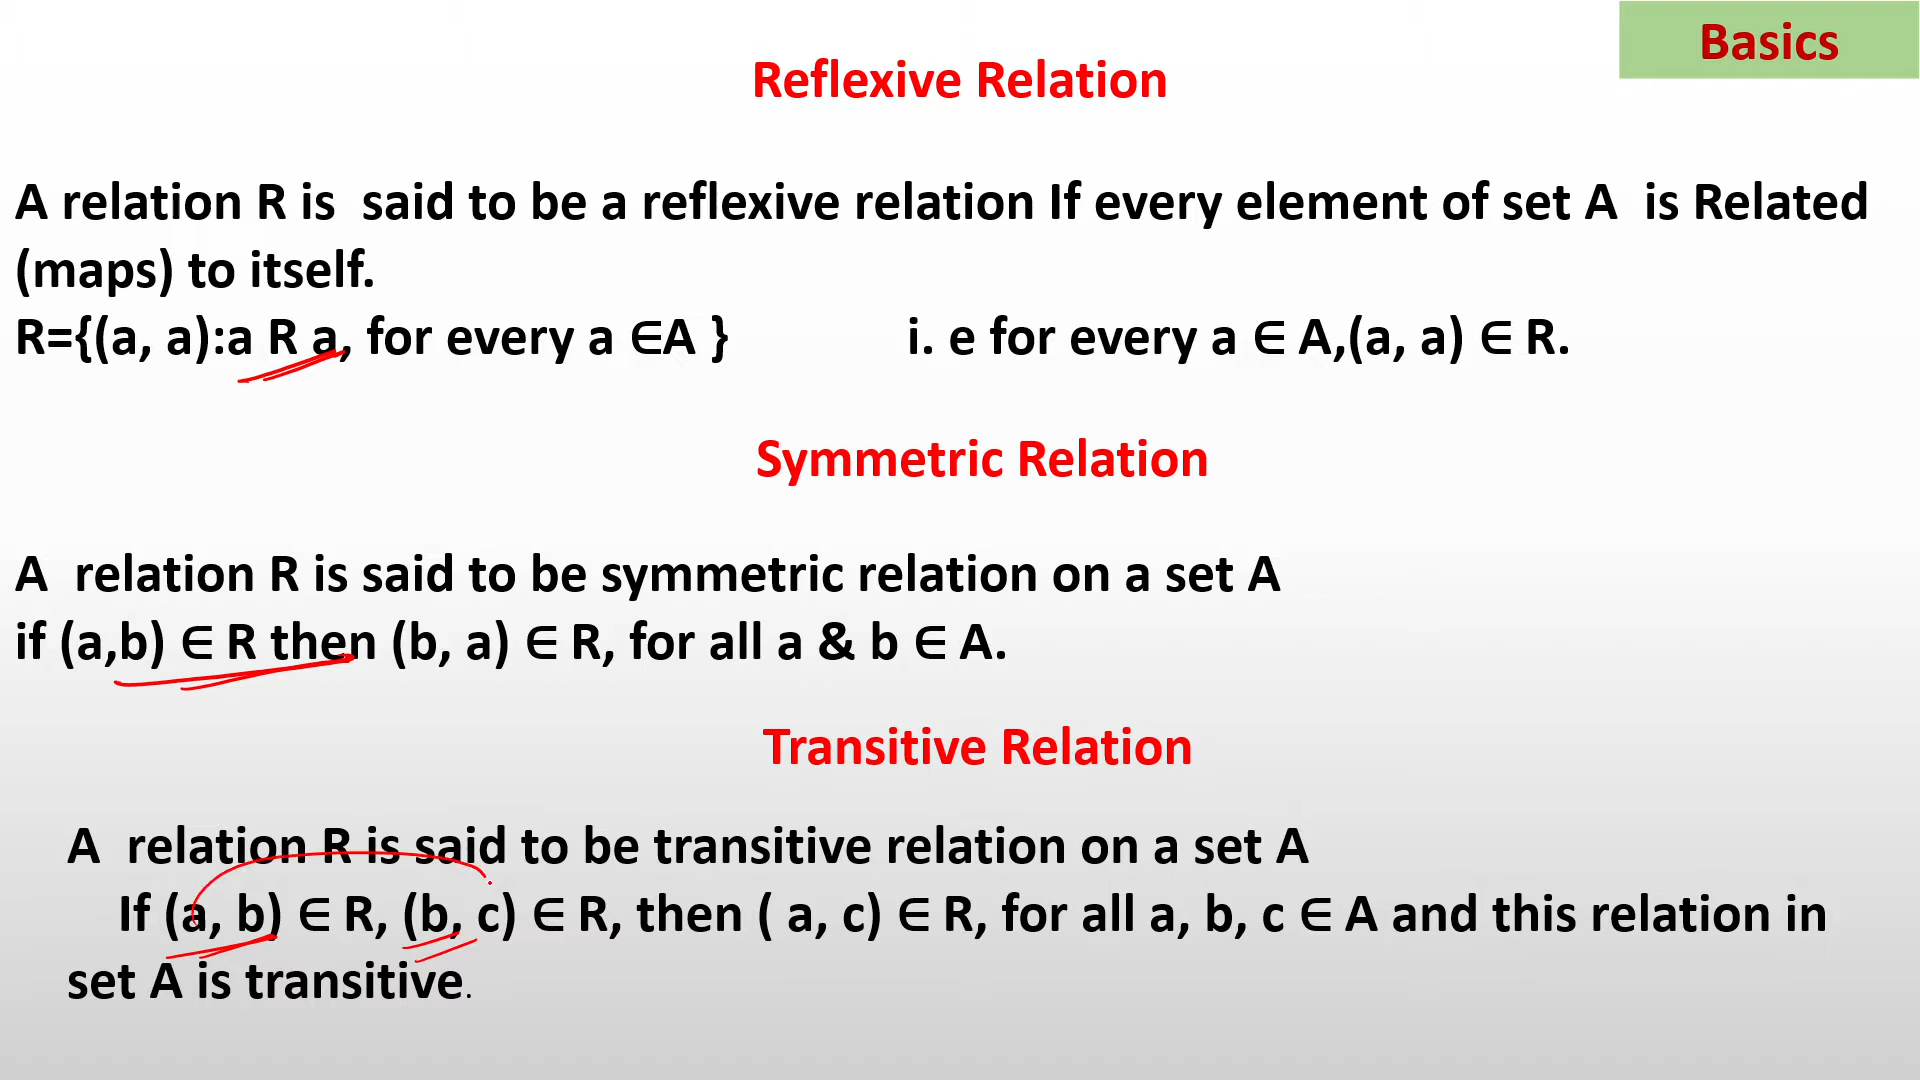 Basics
Reflexive Relation
A relation R is said to be a reflexive relation If every element of set A is Related
(maps) to itself.
R={(a, a):a R a, for every a ∈A } i. e for every a ∈ A,(a, a) ∈ R.
Symmetric Relation
A relation R is said to be symmetric relation on a set A
if (a,b) ∈ R then (b, a) ∈ R, for all a & b ∈ A.
Transitive Relation
A relation R is said to be transitive relation on a set A
If (a, b) ∈ R, (b, c) ∈ R, then ( a, c) ∈ R, for all a, b, c ∈ A and this relation in
set A is transitive.